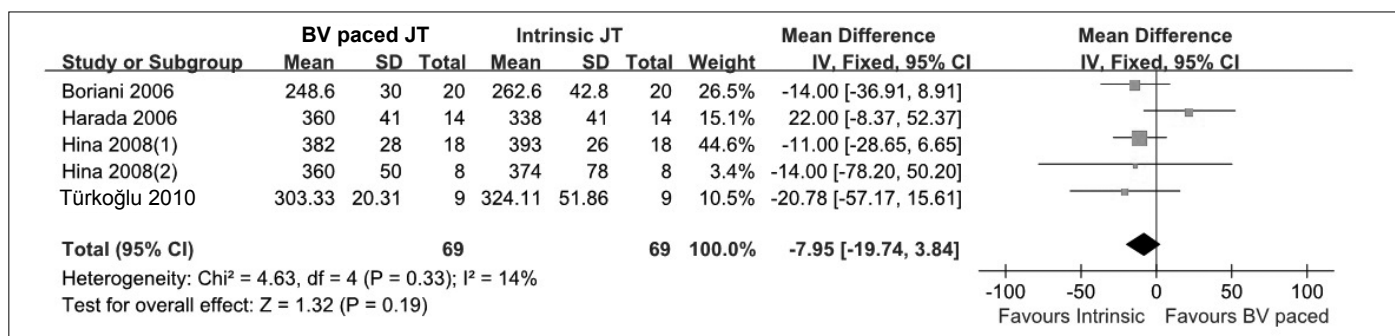 BV paced JT Intrinsic JT Mean Difference Mean Difference
Study or Subgroup Mean SD Total Mean SD Total Weight IV, Fixed, 95% CI IV, Fixed, 95% CI
Boriani 2006 248.6 30 20 262.6 42.8 20 26.5% -14.00 [-36.91, 8.91]
Harada 2006 360 41 14 338 41 14 15.1% 22.00 [-8.37, 52.37]
Hina 2008(1) 382 28 18 393 26 18 44.6% -11.00 [-28.65, 6.65]
Hina 2008(2) 360 50 8 374 78 8 3.4% -14.00 [-78.20, 50.20]
Türkoğlu 2010 303.33 20.31 9 324.11 51.86 9 10.5% -20.78 [-57.17, 15.61]
Total (95% CI) 69 69 100.0% -7.95 [-19.74, 3.84]
Heterogeneity: Chi² = 4.63, df = 4 (P = 0.33); I² = 14%
Test for overall effect: Z = 1.32 (P = 0.19)
-100 -50 0 50 100
Favours Intrinsic Favours BV paced